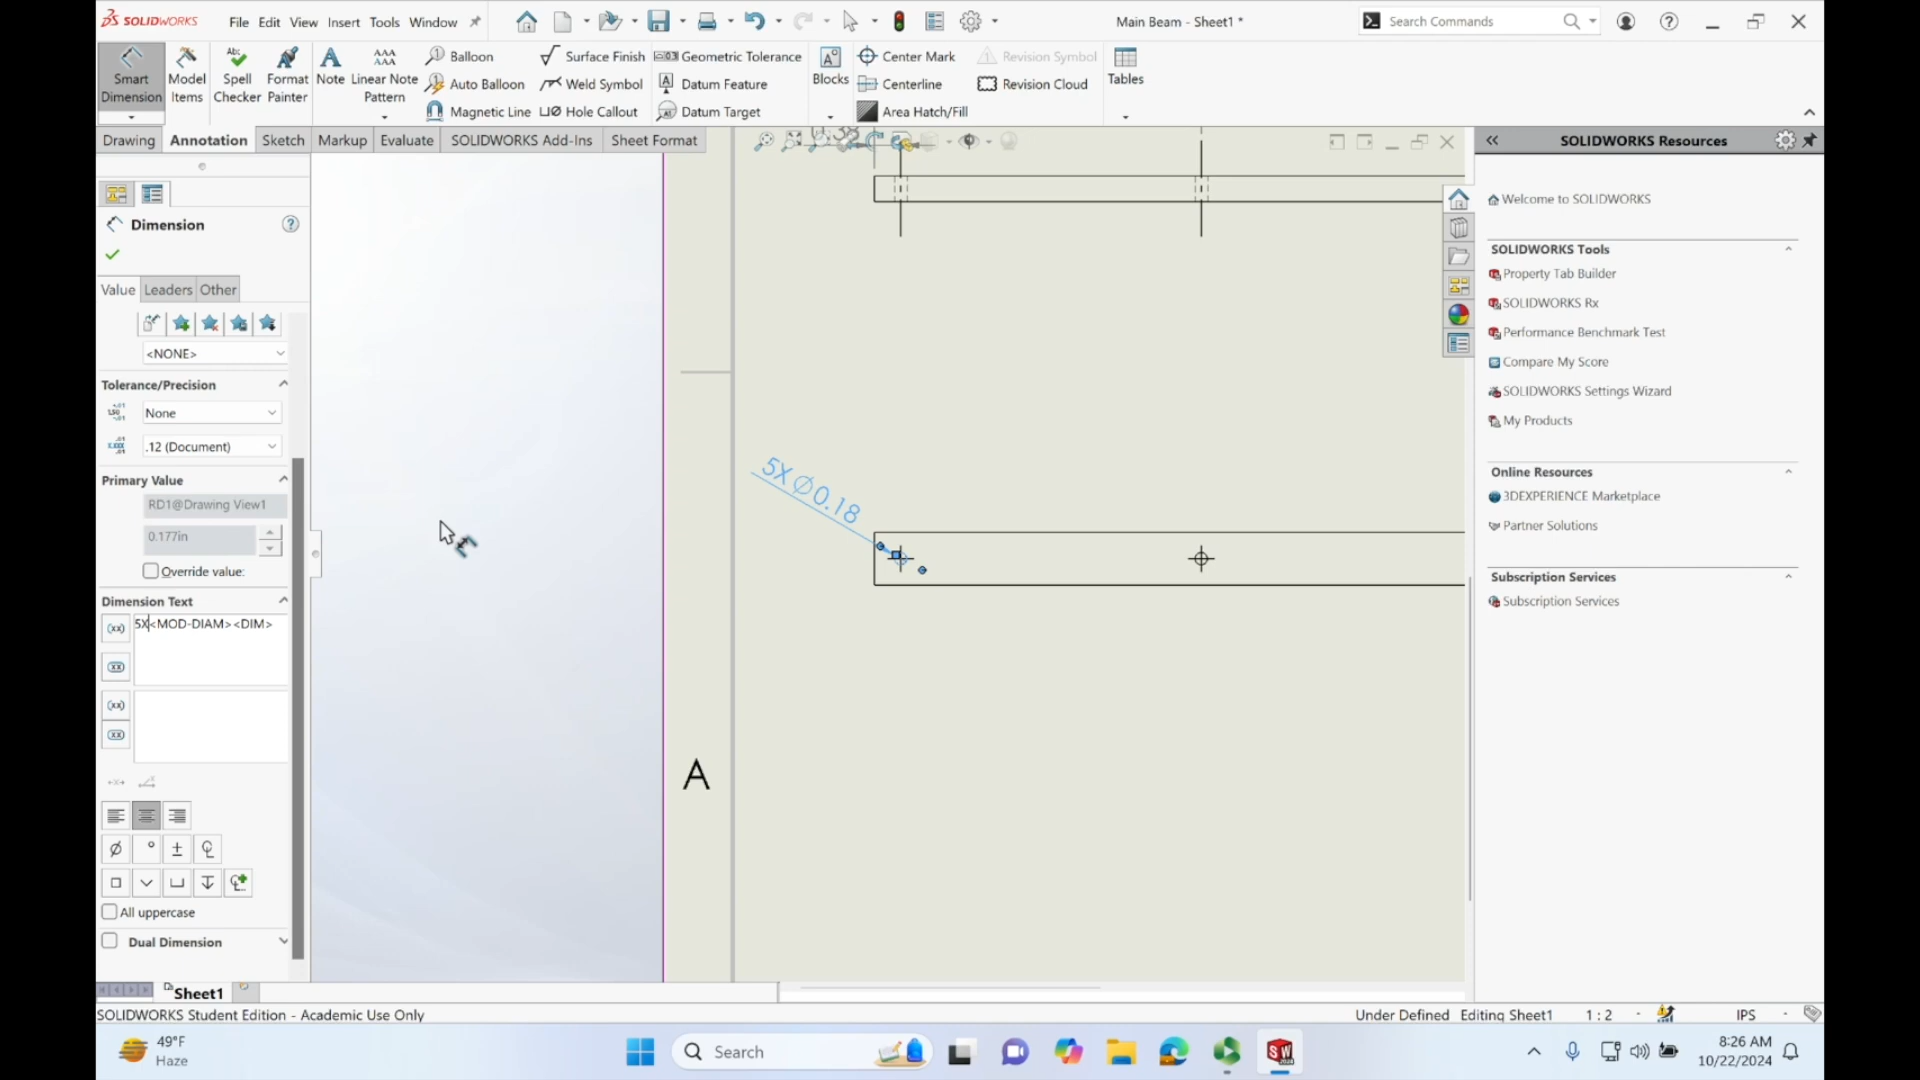 SOLIDWORKS File Edit View Insert Tools Window Main Beam - Sheet1 * Search Commands
Smart Dimension
Model Items
Spell Checker
Format Painter
Note
Linear Note Pattern
Balloon
Auto Balloon
Magnetic Line
Surface Finish
Weld Symbol
Hole Callout
Geometric Tolerance
Datum Feature
Datum Target
Blocks
Center Mark
Centerline
Area Hatch/Fill
Revision Symbol
Revision Cloud
Tables
Drawing Annotation Sketch Markup Evaluate SOLIDWORKS Add-Ins Sheet Format
Dimension
Value Leaders Other
<NONE>
Tolerance/Precision
None
.12 (Document)
Primary Value
RD1@Drawing View1
0.177in
Override value:
Dimension Text
5X<MOD-DIAM><DIM>
All uppercase
Dual Dimension
5X∅0.18
A
SOLIDWORKS Resources
Welcome to SOLIDWORKS
SOLIDWORKS Tools
Property Tab Builder
SOLIDWORKS Rx
Performance Benchmark Test
Compare My Score
SOLIDWORKS Settings Wizard
My Products
Online Resources
3DEXPERIENCE Marketplace
Partner Solutions
Subscription Services
Subscription Services
Sheet1
SOLIDWORKS Student Edition - Academic Use Only Under Defined Editing Sheet1 1 : 2 - IPS -
49°F
Haze
Search
8:26 AM
10/22/2024